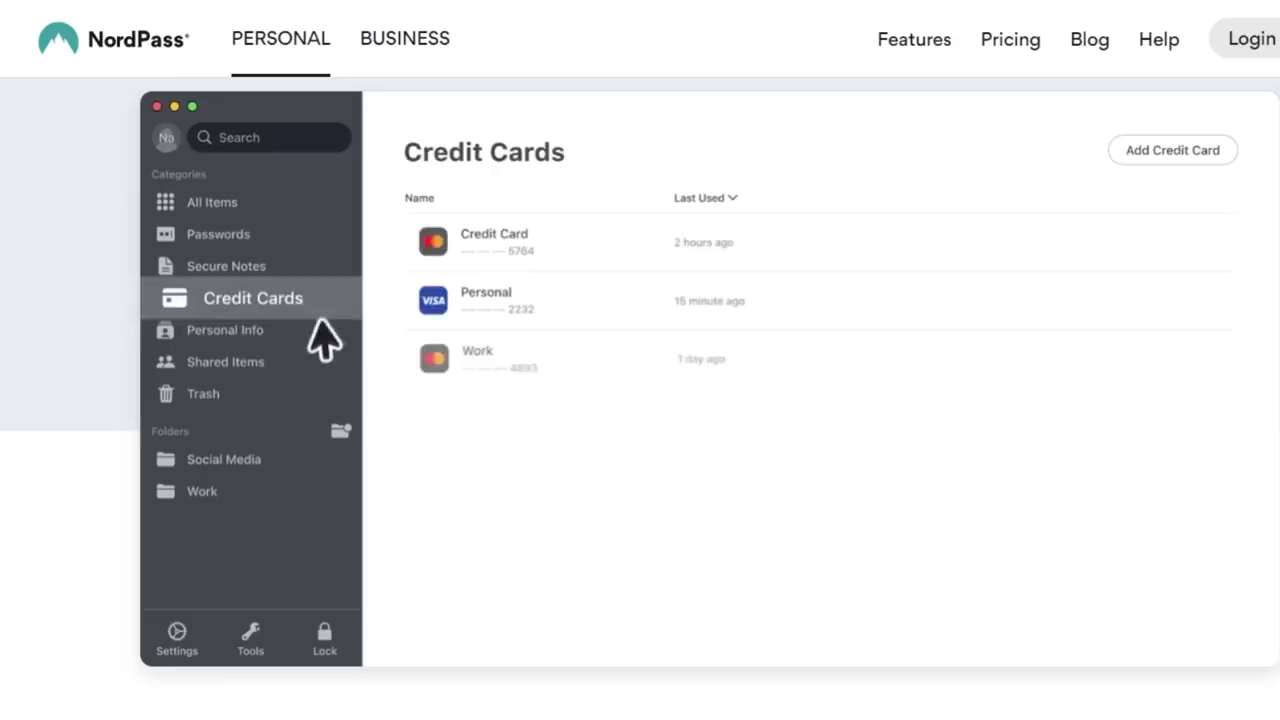 NordPass®
PERSONAL
BUSINESS
Features
Pricing
Blog
Help
Login
Na
Search
Categories
All Items
Passwords
Secure Notes
Credit Cards
Personal Info
Shared Items
Trash
Folders
Social Media
Work
Settings
Tools
Lock
Credit Cards
Add Credit Card
Name
Last Used
Credit Card
2 hours ago
5764
VISA
Personal
15 minute ago
2232
Work
1 day ago
4893